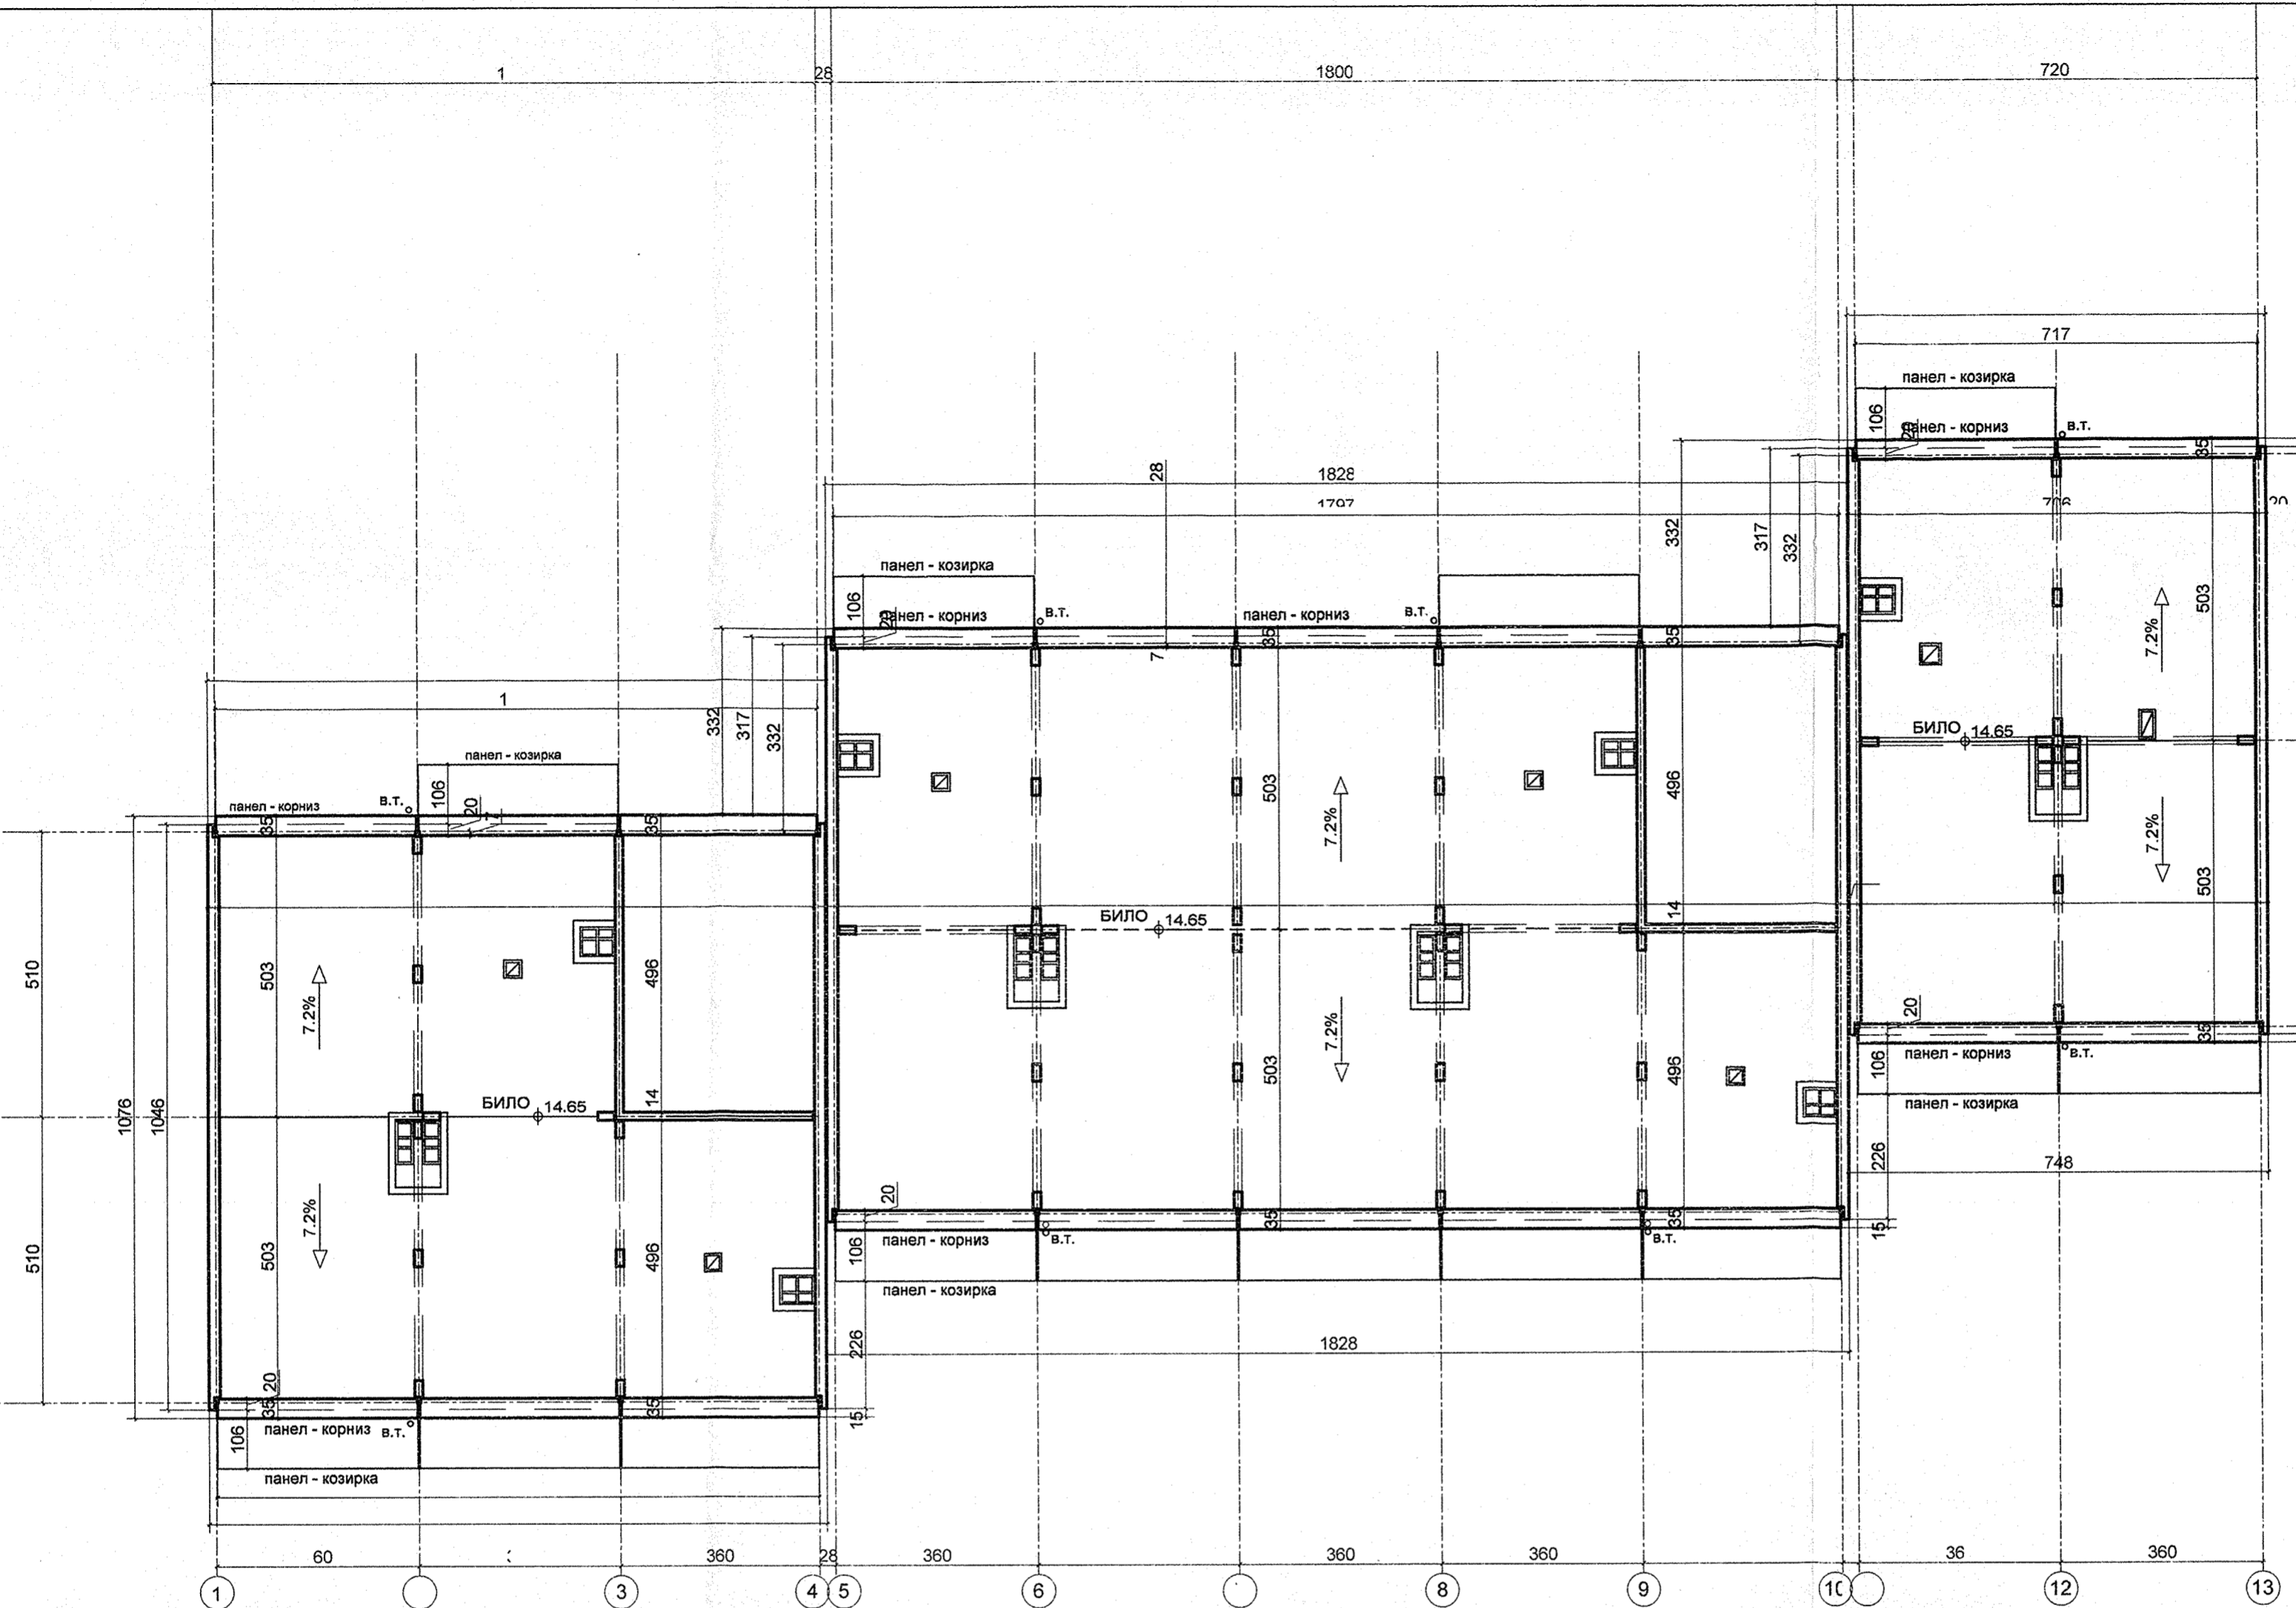 1 28 1800 720
717
панел - козирка
106 20 панел - корниз в.т. 35
28 1828
1797 20
332 317 332 503 7.2%
панел - козирка
106 20 панел - корниз в.т. панел - корниз в.т.
7 35 35
1
332 317 332
панел - козирка
106 20
панел - корниз в.т.
35 35
БИЛО 14.65
503 7.2% 496
7.2% 503
БИЛО 14.65
14
510 503 7.2% 496
7.2% 503 496
20 35
106 панел - корниз в.т.
панел - козирка
226 748
15
1076 1046
БИЛО 14.65
14
510 503 7.2% 496
20 35 35
106 панел - корниз в.т. в.т.
панел - козирка
226 1828
15
20 35 35
106 панел - корниз в.т.
панел - козирка
60 360 28 360 360 360 36 360
1 3 4 5 6 8 9 10 12 13